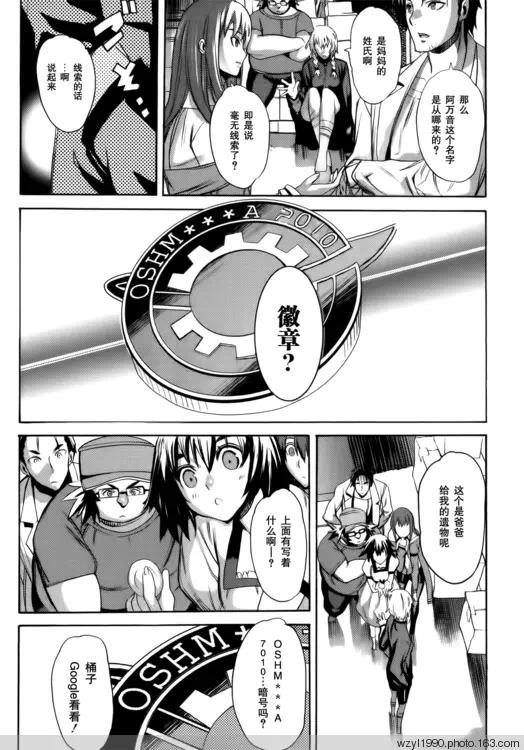 那么
阿万音这个名字
是从哪来的？
是妈妈的
姓氏啊
即是说
毫无线索了？
线索的话
…啊
说起来
OSHM***A 2010
徽章？
这个是爸爸
给我的遗物呢
上面有写着
什么啊—？
OSHM***A
7010…暗号吗？
桶子
Google看看！
OSHM***A
wzyl1990.photo.163.com